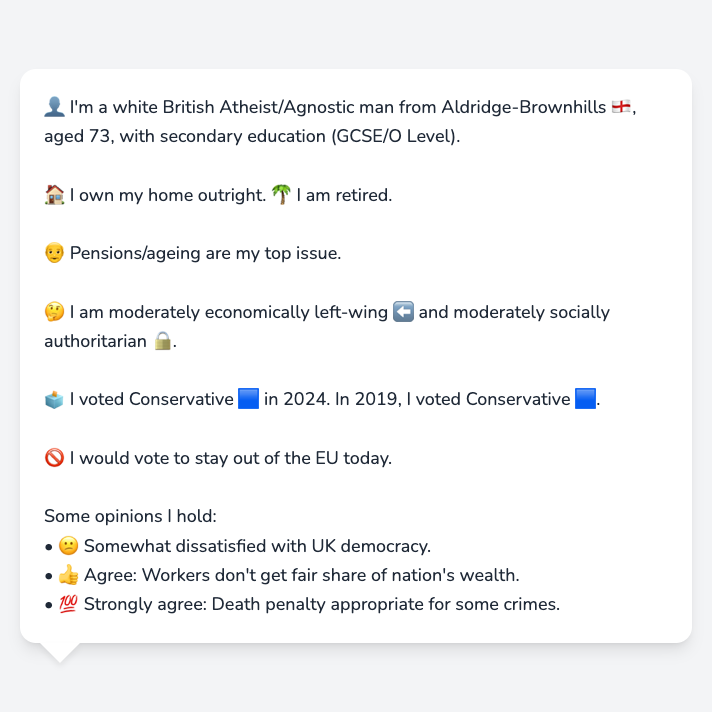 👤 I'm a white British Atheist/Agnostic man from Aldridge-Brownhills 🏴󠁧󠁢󠁥󠁮󠁧󠁿,
aged 73, with secondary education (GCSE/O Level).
🏠 I own my home outright. 🌴 I am retired.
👴 Pensions/ageing are my top issue.
🤔 I am moderately economically left-wing ⬅️ and moderately socially
authoritarian 🔒.
🗳️ I voted Conservative 🟦 in 2024. In 2019, I voted Conservative 🟦.
🚫 I would vote to stay out of the EU today.
Some opinions I hold:
• 😕 Somewhat dissatisfied with UK democracy.
• 👍 Agree: Workers don't get fair share of nation's wealth.
• 💯 Strongly agree: Death penalty appropriate for some crimes.